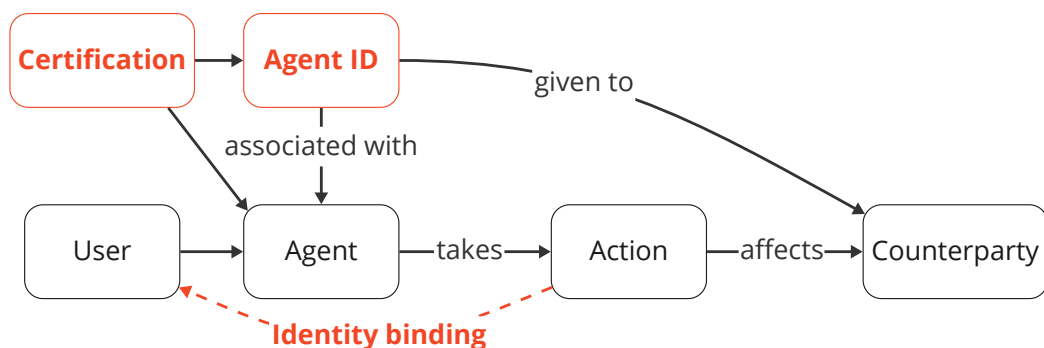 Certification
Agent ID
given to
associated with
User
Agent
takes
Action
affects
Counterparty
Identity binding